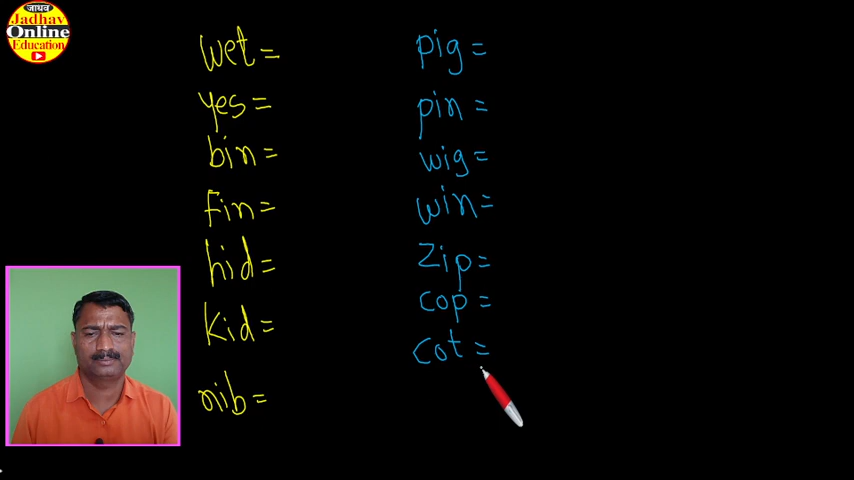 जाधव
Jadhav
Online
Education
wet =
yes =
bin =
fin =
hid =
kid =
nib =
pig =
pin =
wig =
win =
zip =
cop =
cot =